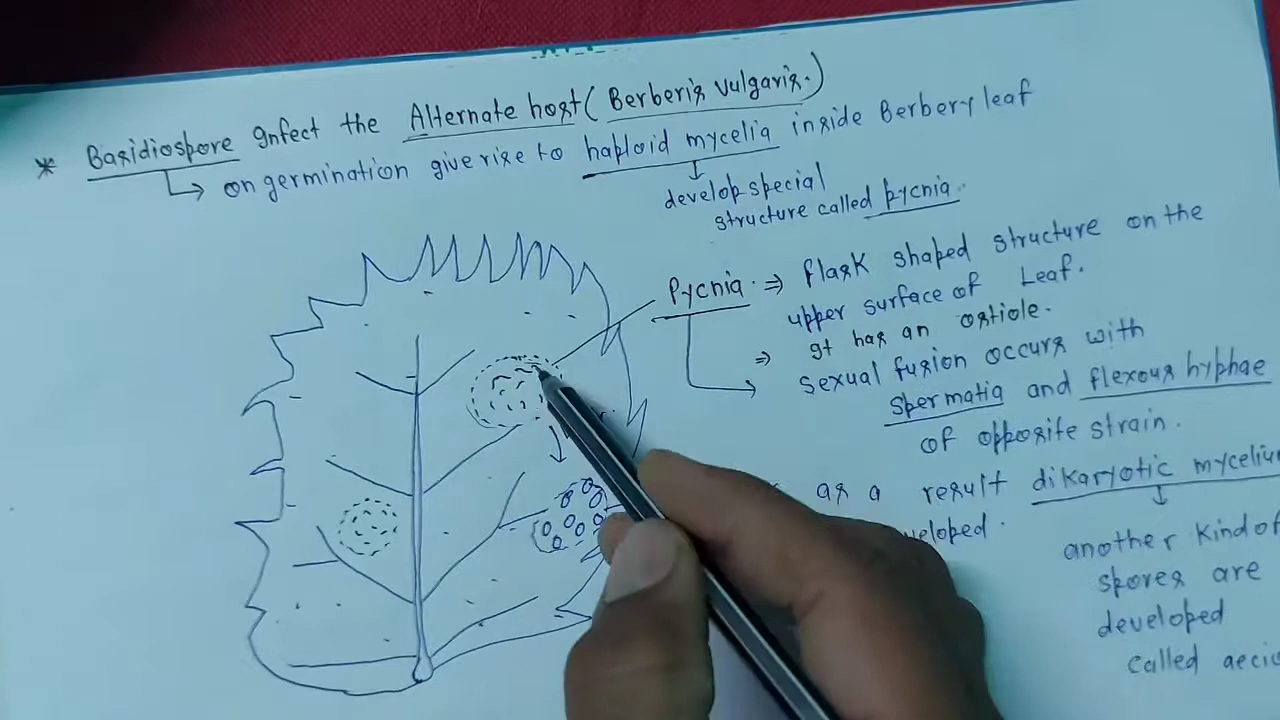 * Basidiospore Infect the Alternate host (Berberis vulgaris.)
↳ on germination give rise to haploid mycelia inside Berbery leaf
↓
develop special
structure called pycnia.
Pycnia ⇒ flask shaped structure on the
upper surface of Leaf.
⇒ It has an ostiole.
sexual fusion occurs with
spermatia and flexous hyphae
of opposite strain.
as a result dikaryotic mycelium
developed.
↓
another kind of
spores are
developed
called aecio